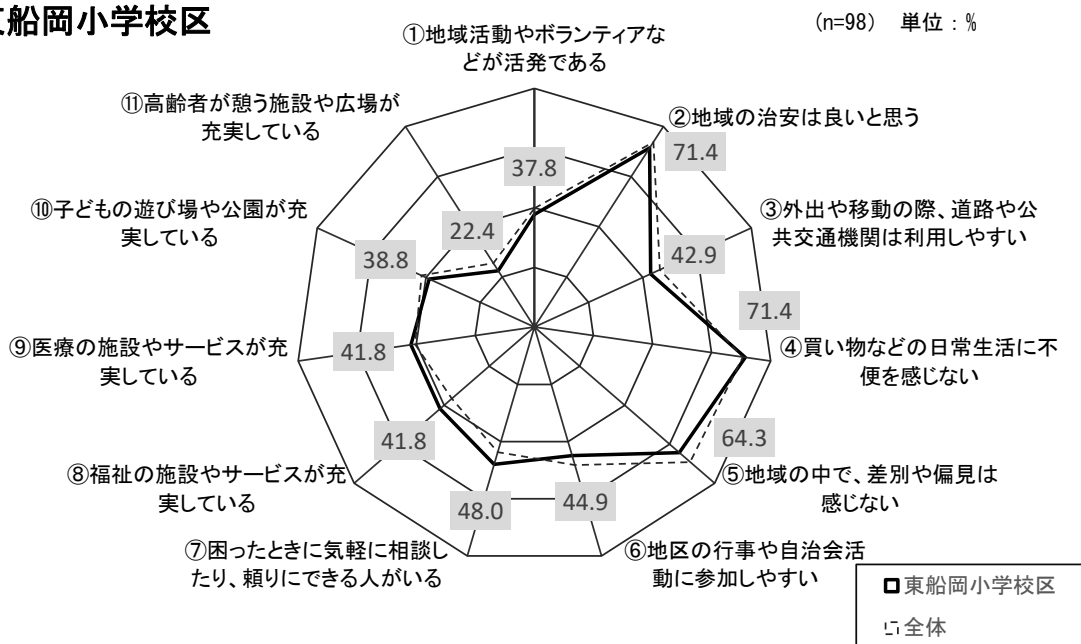 東船岡小学校区
(n=98) 単位：%
①地域活動やボランティアな
どが活発である
②地域の治安は良いと思う
③外出や移動の際、道路や公
共交通機関は利用しやすい
④買い物などの日常生活に不
便を感じない
⑤地域の中で、差別や偏見は
感じない
⑥地区の行事や自治会活
動に参加しやすい
⑦困ったときに気軽に相談し
たり、頼りにできる人がいる
⑧福祉の施設やサービスが充
実している
⑨医療の施設やサービスが充
実している
⑩子どもの遊び場や公園が充
実している
⑪高齢者が憩う施設や広場が
充実している
37.8
71.4
42.9
71.4
64.3
44.9
48.0
41.8
41.8
38.8
22.4
東船岡小学校区
全体